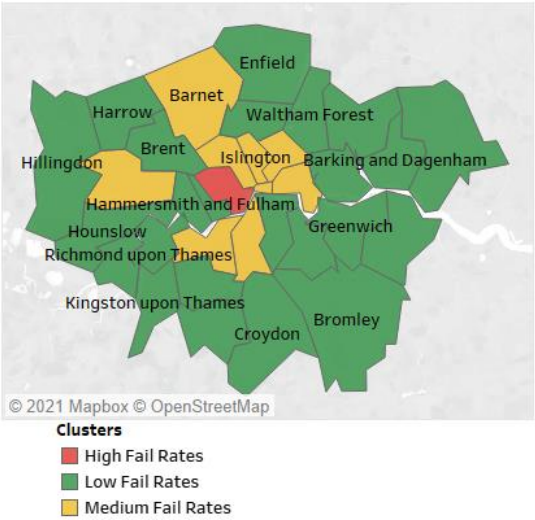 Enfield
Barnet
Harrow
Waltham Forest
Brent
Islington
Barking and Dagenham
Hillingdon
Hammersmith and Fulham
Greenwich
Hounslow
Richmond upon Thames
Kingston upon Thames
Bromley
Croydon
© 2021 Mapbox © OpenStreetMap
Clusters
High Fail Rates
Low Fail Rates
Medium Fail Rates